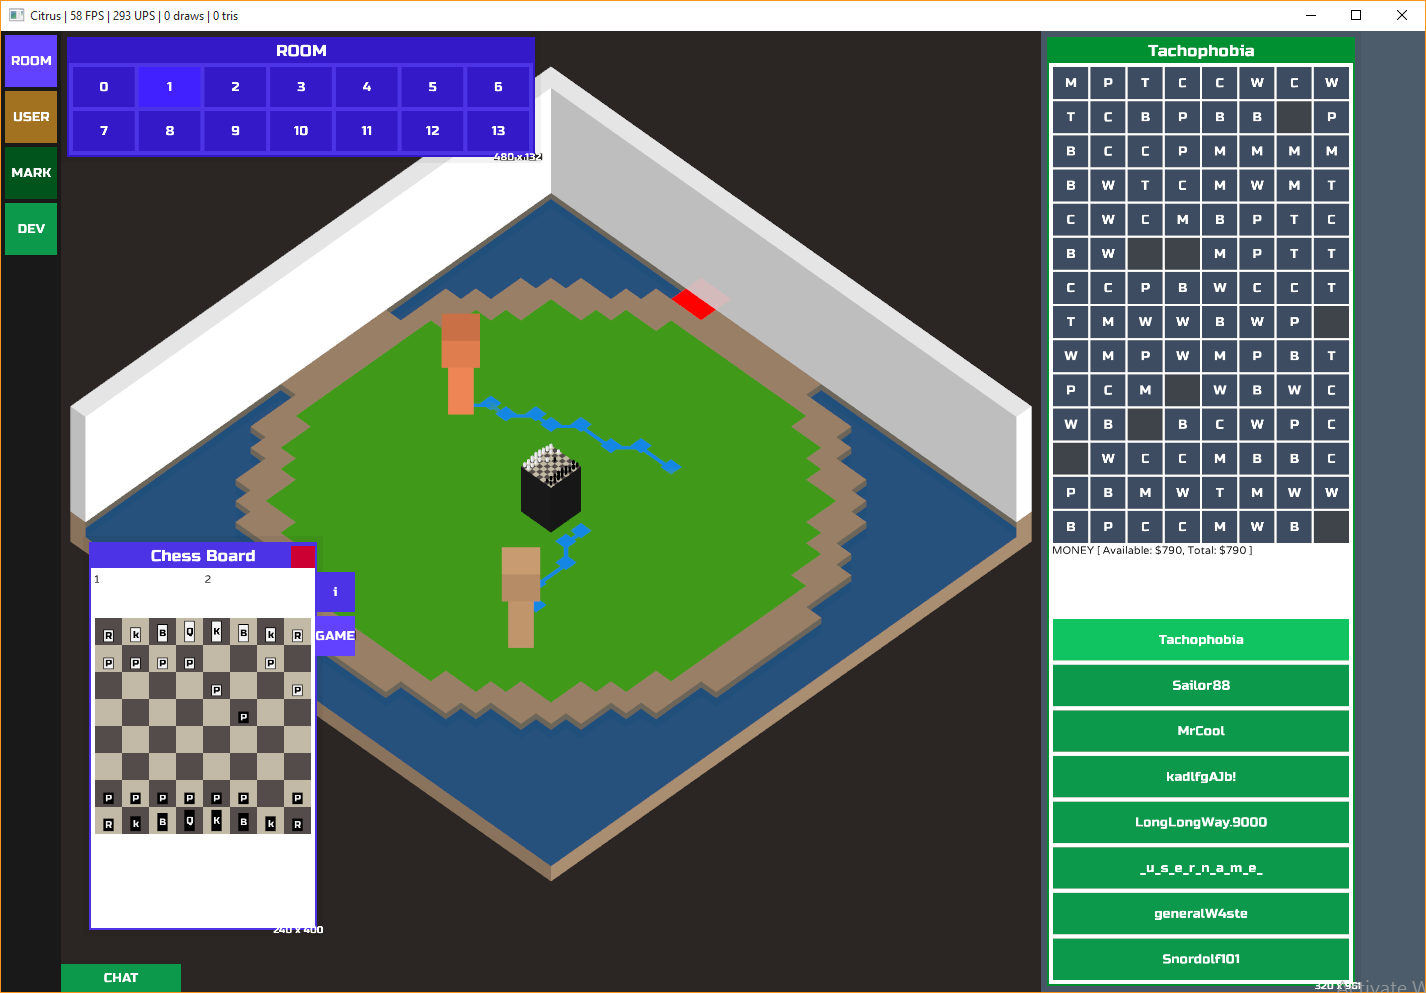 Citrus | 58 FPS | 293 UPS | 0 draws | 0 tris
ROOM
USER
MARK
DEV
ROOM
0 1 2 3 4 5 6
7 8 9 10 11 12 13
480 x 132
Chess Board
1 2
i
GAME
R k B Q K B k R
P P P P P
P P
P
P P P P P P P
R k B Q K B k R
240 x 400
CHAT
Tachophobia
M P T C C W C W
T C B P B B P
B C C P M M M M
B W T C M W M T
C W C M B P T C
B W M P T T
C C P B W C C T
T M W W B W P
W M P W M P B T
P C M W B W C
W B B C W P C
W C C M B B C
P B M W T M W W
B P C C M W B
MONEY [ Available: $790, Total: $790 ]
Tachophobia
Sailor88
MrCool
kadlfgAJb!
LongLongWay.9000
_u_s_e_r_n_a_m_e_
generalW4ste
Snordolf101
320 x 961